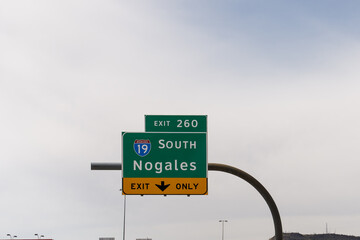 EXIT 260
19 SOUTH
Nogales
EXIT ONLY